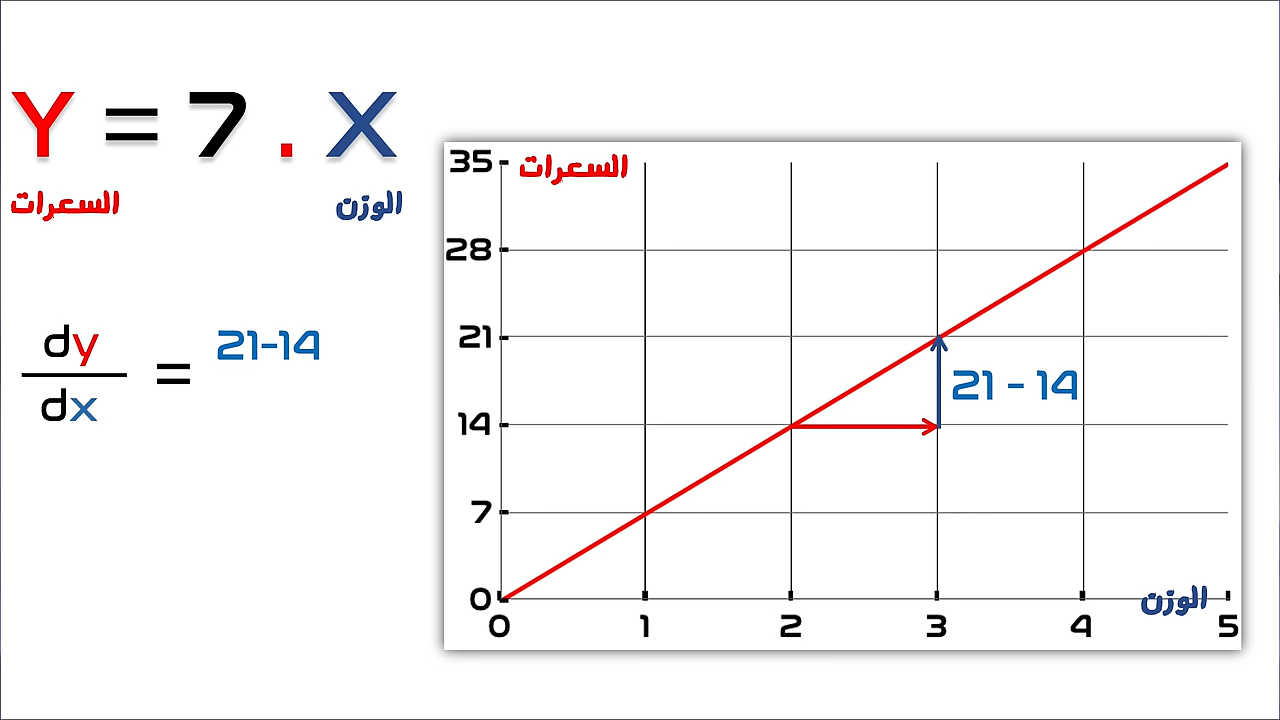 Y = 7 . X
السعرات
الوزن
dy
dx
=
21-14
السعرات
35
28
21
14
7
0
21 - 14
الوزن
0 1 2 3 4 5